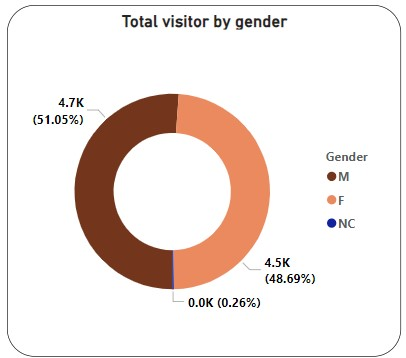 Total visitor by gender
4.7K
(51.05%)
Gender
M
F
NC
4.5K
(48.69%)
0.0K (0.26%)